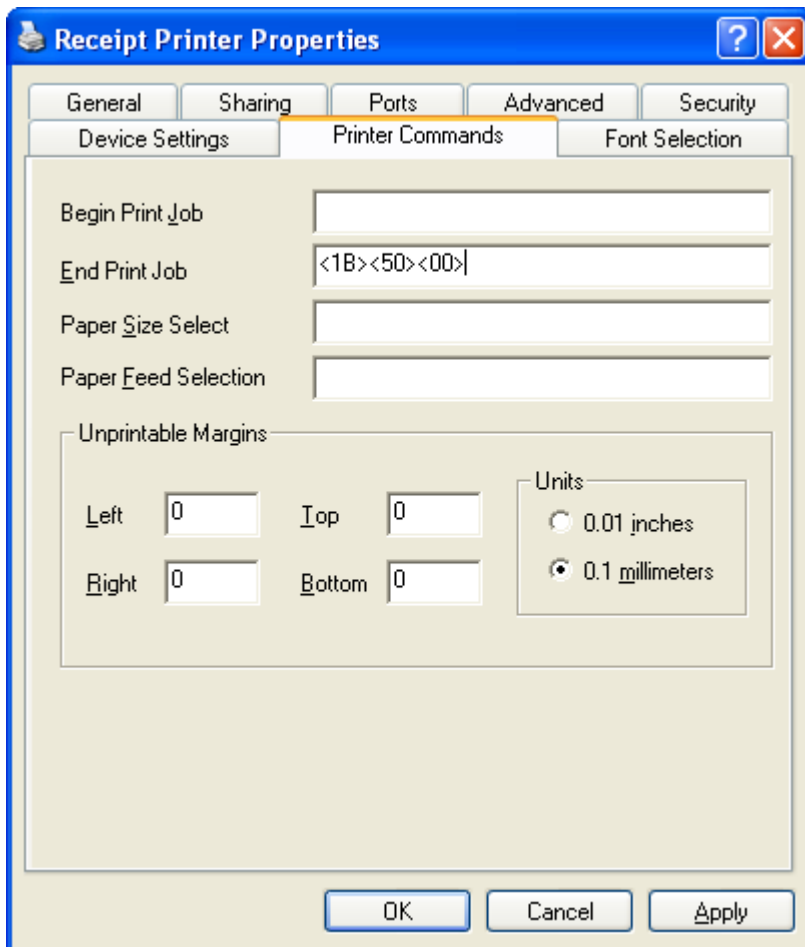 Receipt Printer Properties
?
General Sharing Ports Advanced Security
Device Settings Printer Commands Font Selection
Begin Print Job
End Print Job <1B><50><00>
Paper Size Select
Paper Feed Selection
Unprintable Margins
Left 0 Top 0
Right 0 Bottom 0
Units
0.01 inches
0.1 millimeters
OK Cancel Apply